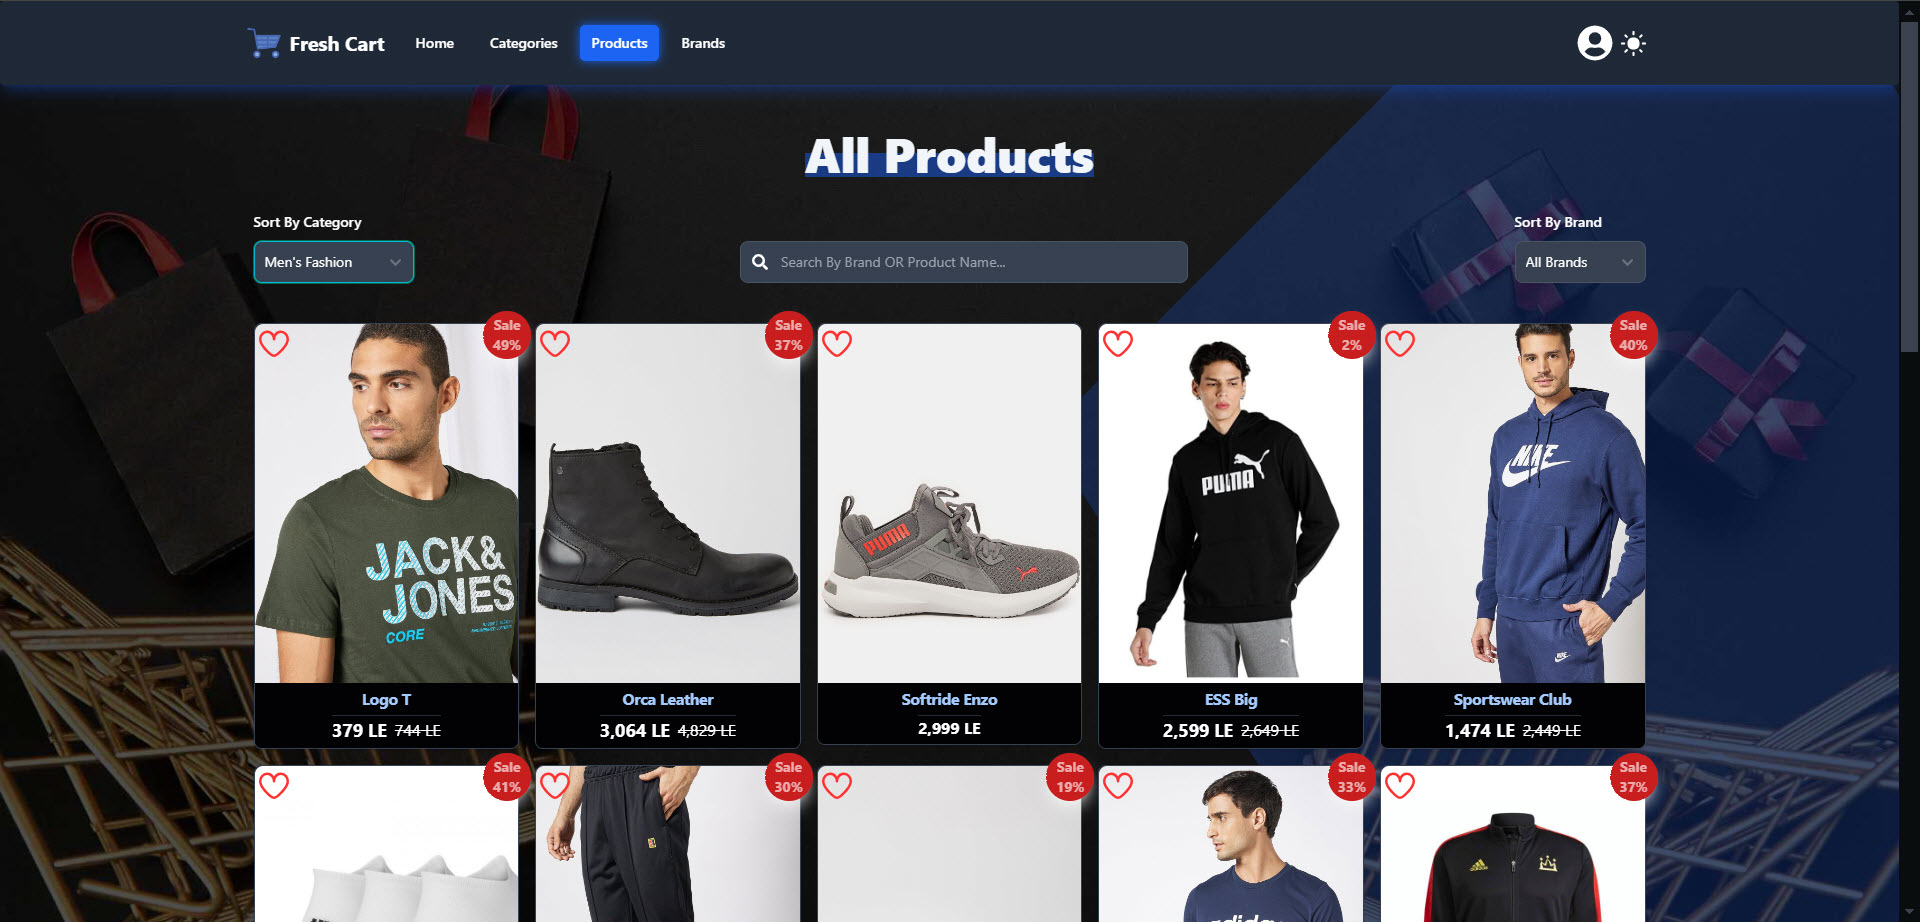 Fresh Cart
Home
Categories
Products
Brands
All Products
Sort By Category
Sort By Brand
Men's Fashion
Search By Brand OR Product Name...
All Brands
Sale
49%
JACK&
JONES
CORE
Logo T
379 LE 744 LE
Sale
37%
Orca Leather
3,064 LE 4,829 LE
PUMA
Softride Enzo
2,999 LE
Sale
2%
PUMA
ESS Big
2,599 LE 2,649 LE
Sale
40%
NIKE
NIKE
Sportswear Club
1,474 LE 2,449 LE
Sale
41%
Sale
30%
Sale
19%
Sale
33%
adidas
Sale
37%
adidas